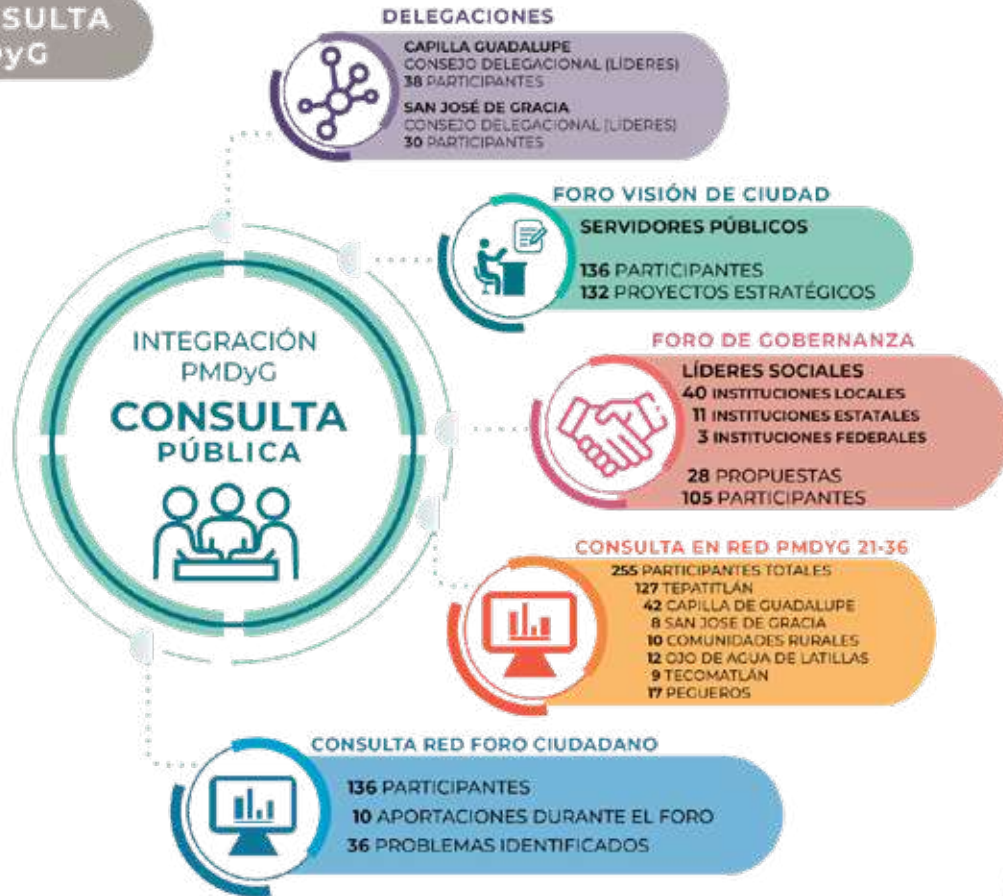 DELEGACIONES
CAPILLA GUADALUPE
CONSEJO DELEGACIONAL (LÍDERES)
38 PARTICIPANTES
SAN JOSÉ DE GRACIA
CONSEJO DELEGACIONAL (LÍDERES)
30 PARTICIPANTES
FORO VISIÓN DE CIUDAD
SERVIDORES PÚBLICOS
136 PARTICIPANTES
132 PROYECTOS ESTRATÉGICOS
INTEGRACIÓN
PMDyG
CONSULTA
PÚBLICA
FORO DE GOBERNANZA
LÍDERES SOCIALES
40 INSTITUCIONES LOCALES
11 INSTITUCIONES ESTATALES
3 INSTITUCIONES FEDERALES
28 PROPUESTAS
105 PARTICIPANTES
CONSULTA EN RED PMDYG 21-36
255 PARTICIPANTES TOTALES
127 TEPATITLÁN
42 CAPILLA DE GUADALUPE
8 SAN JOSE DE GRACIA
10 COMUNIDADES RURALES
12 OJO DE AGUA DE LATILLAS
9 TECOMATLÁN
17 PEGUEROS
CONSULTA RED FORO CIUDADANO
136 PARTICIPANTES
10 APORTACIONES DURANTE EL FORO
36 PROBLEMAS IDENTIFICADOS